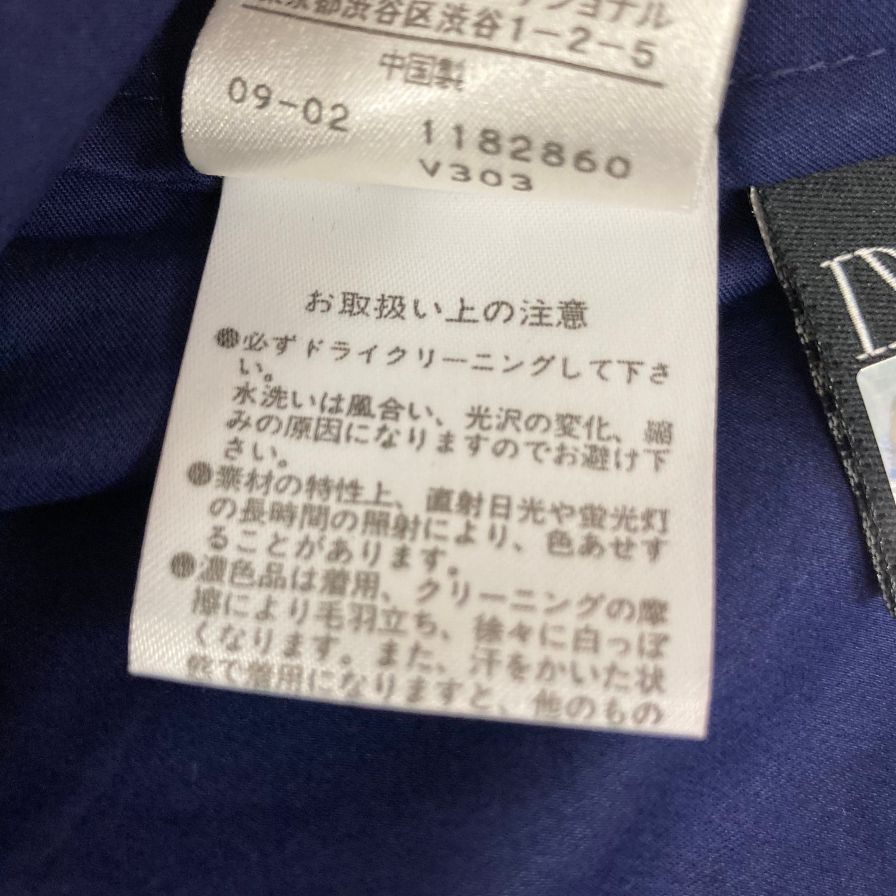 ショナル
東京都渋谷区渋谷1-2-5
中国製
09-02 1182860
V303
お取扱い上の注意
●必ずドライクリーニングして下さ
い。
水洗いは風合い、光沢の変化、縮
みの原因になりますのでお避け下
さい。
●素材の特性上、直射日光や蛍光灯
の長時間の照射により、色あせす
ることがあります。
●濃色品は着用、クリーニングの摩
擦により毛羽立ち、徐々に白っぽ
くなります。また、汗をかいた状
態で着用になりますと、他のもの